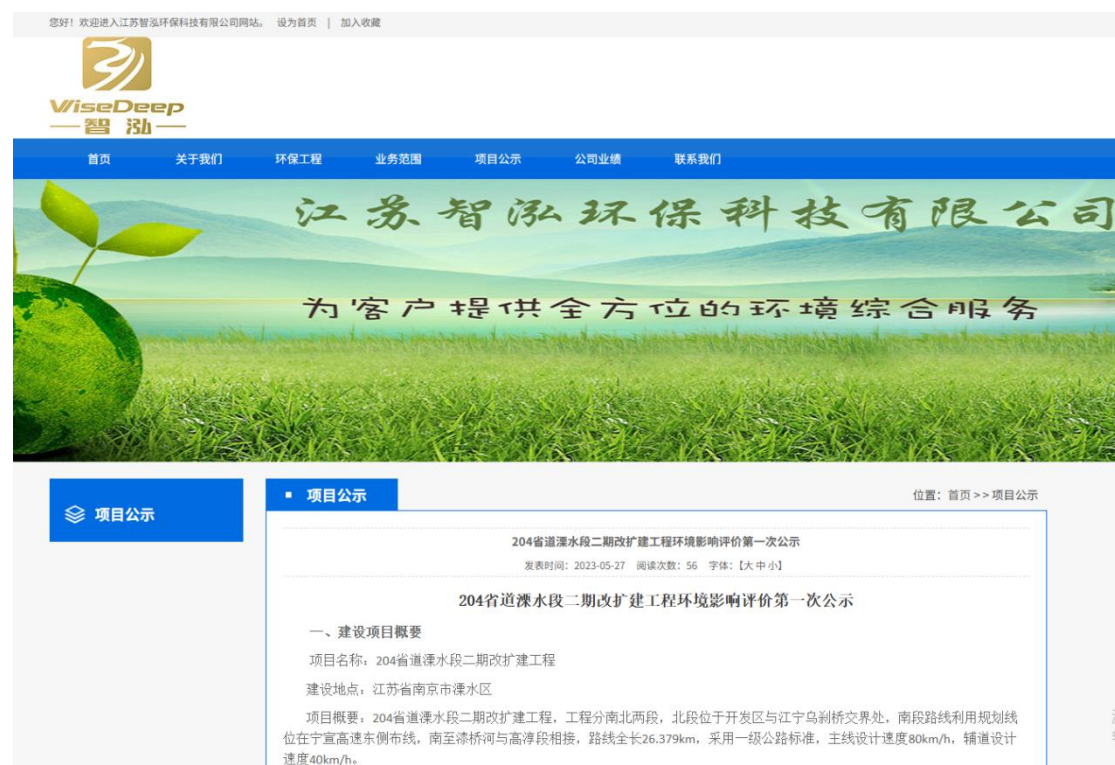 您好！欢迎进入江苏智泓环保科技有限公司网站。 设为首页 | 加入收藏
WiseDeep
智 泓
首页 关于我们 环保工程 业务范围 项目公示 公司业绩 联系我们
江苏智泓环保科技有限公司
为客户提供全方位的环境综合服务
项目公示
项目公示
位置：首页 >> 项目公示
204省道溧水段二期改扩建工程环境影响评价第一次公示
发表时间：2023-05-27 阅读次数：56 字体：【大 中 小】
204省道溧水段二期改扩建工程环境影响评价第一次公示
一、建设项目概要
项目名称：204省道溧水段二期改扩建工程
建设地点：江苏省南京市溧水区
项目概要：204省道溧水段二期改扩建工程，工程分南北两段，北段位于开发区与江宁乌刹桥交界处，南段路线利用规划线
位在宁宣高速东侧布线，南至漆桥河与高淳段相接，路线全长26.379km，采用一级公路标准，主线设计速度80km/h，辅道设计
速度40km/h。